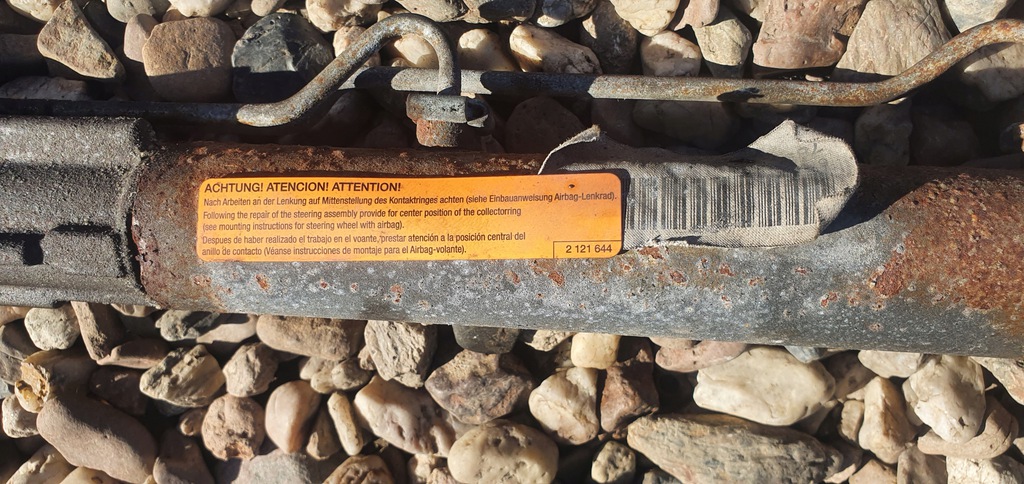 ACHTUNG! ATENCION! ATTENTION!
Nach Arbeiten an der Lenkung auf Mittenstellung des Kontaktringes achten (siehe Einbauanweisung Airbag-Lenkrad).
Following the repair of the steering assembly provide for center position of the collectorring
(see mounting instructions for steering wheel with airbag).
Despues de haber realizado el trabajo en el voante, prestar atención a la posición central del
anillo de contacto (Véanse instrucciones de montaje para el Airbag-volante).
2 121 644